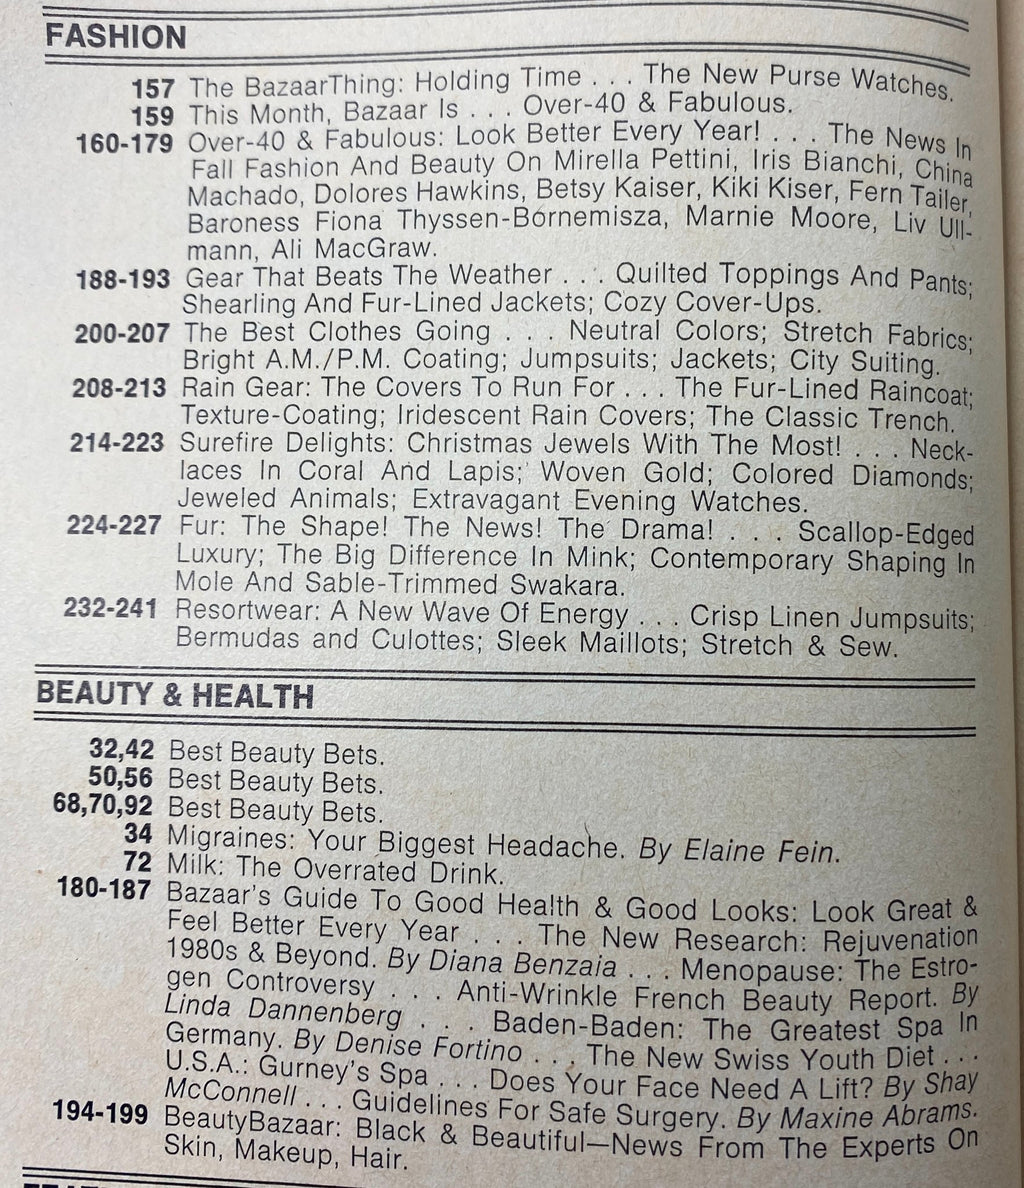 FASHION
157 The BazaarThing: Holding Time . . . The New Purse Watches.
159 This Month, Bazaar Is . . . Over-40 & Fabulous.
160-179 Over-40 & Fabulous: Look Better Every Year! . . . The News In
Fall Fashion And Beauty On Mirella Pettini, Iris Bianchi, China
Machado, Dolores Hawkins, Betsy Kaiser, Kiki Kiser, Fern Tailer,
Baroness Fiona Thyssen-Bornemisza, Marnie Moore, Liv Ull-
mann, Ali MacGraw.
188-193 Gear That Beats The Weather . . . Quilted Toppings And Pants;
Shearling And Fur-Lined Jackets; Cozy Cover-Ups.
200-207 The Best Clothes Going . . . Neutral Colors; Stretch Fabrics;
Bright A.M./P.M. Coating; Jumpsuits; Jackets; City Suiting.
208-213 Rain Gear: The Covers To Run For . . . The Fur-Lined Raincoat;
Texture-Coating; Iridescent Rain Covers; The Classic Trench.
214-223 Surefire Delights: Christmas Jewels With The Most! . . . Neck-
laces In Coral And Lapis; Woven Gold; Colored Diamonds;
Jeweled Animals; Extravagant Evening Watches.
224-227 Fur: The Shape! The News! The Drama! . . . Scallop-Edged
Luxury; The Big Difference In Mink; Contemporary Shaping In
Mole And Sable-Trimmed Swakara.
232-241 Resortwear: A New Wave Of Energy . . . Crisp Linen Jumpsuits;
Bermudas and Culottes; Sleek Maillots; Stretch & Sew.
BEAUTY & HEALTH
32,42 Best Beauty Bets.
50,56 Best Beauty Bets.
68,70,92 Best Beauty Bets.
34 Migraines: Your Biggest Headache. By Elaine Fein.
72 Milk: The Overrated Drink.
180-187 Bazaar's Guide To Good Health & Good Looks: Look Great &
Feel Better Every Year . . . The New Research: Rejuvenation
1980s & Beyond. By Diana Benzaia . . . Menopause: The Estro-
gen Controversy . . . Anti-Wrinkle French Beauty Report. By
Linda Dannenberg . . . Baden-Baden: The Greatest Spa In
Germany. By Denise Fortino . . . The New Swiss Youth Diet . . .
U.S.A.: Gurney's Spa . . . Does Your Face Need A Lift? By Shay
McConnell . . . Guidelines For Safe Surgery. By Maxine Abrams.
194-199 BeautyBazaar: Black & Beautiful—News From The Experts On
Skin, Makeup, Hair.